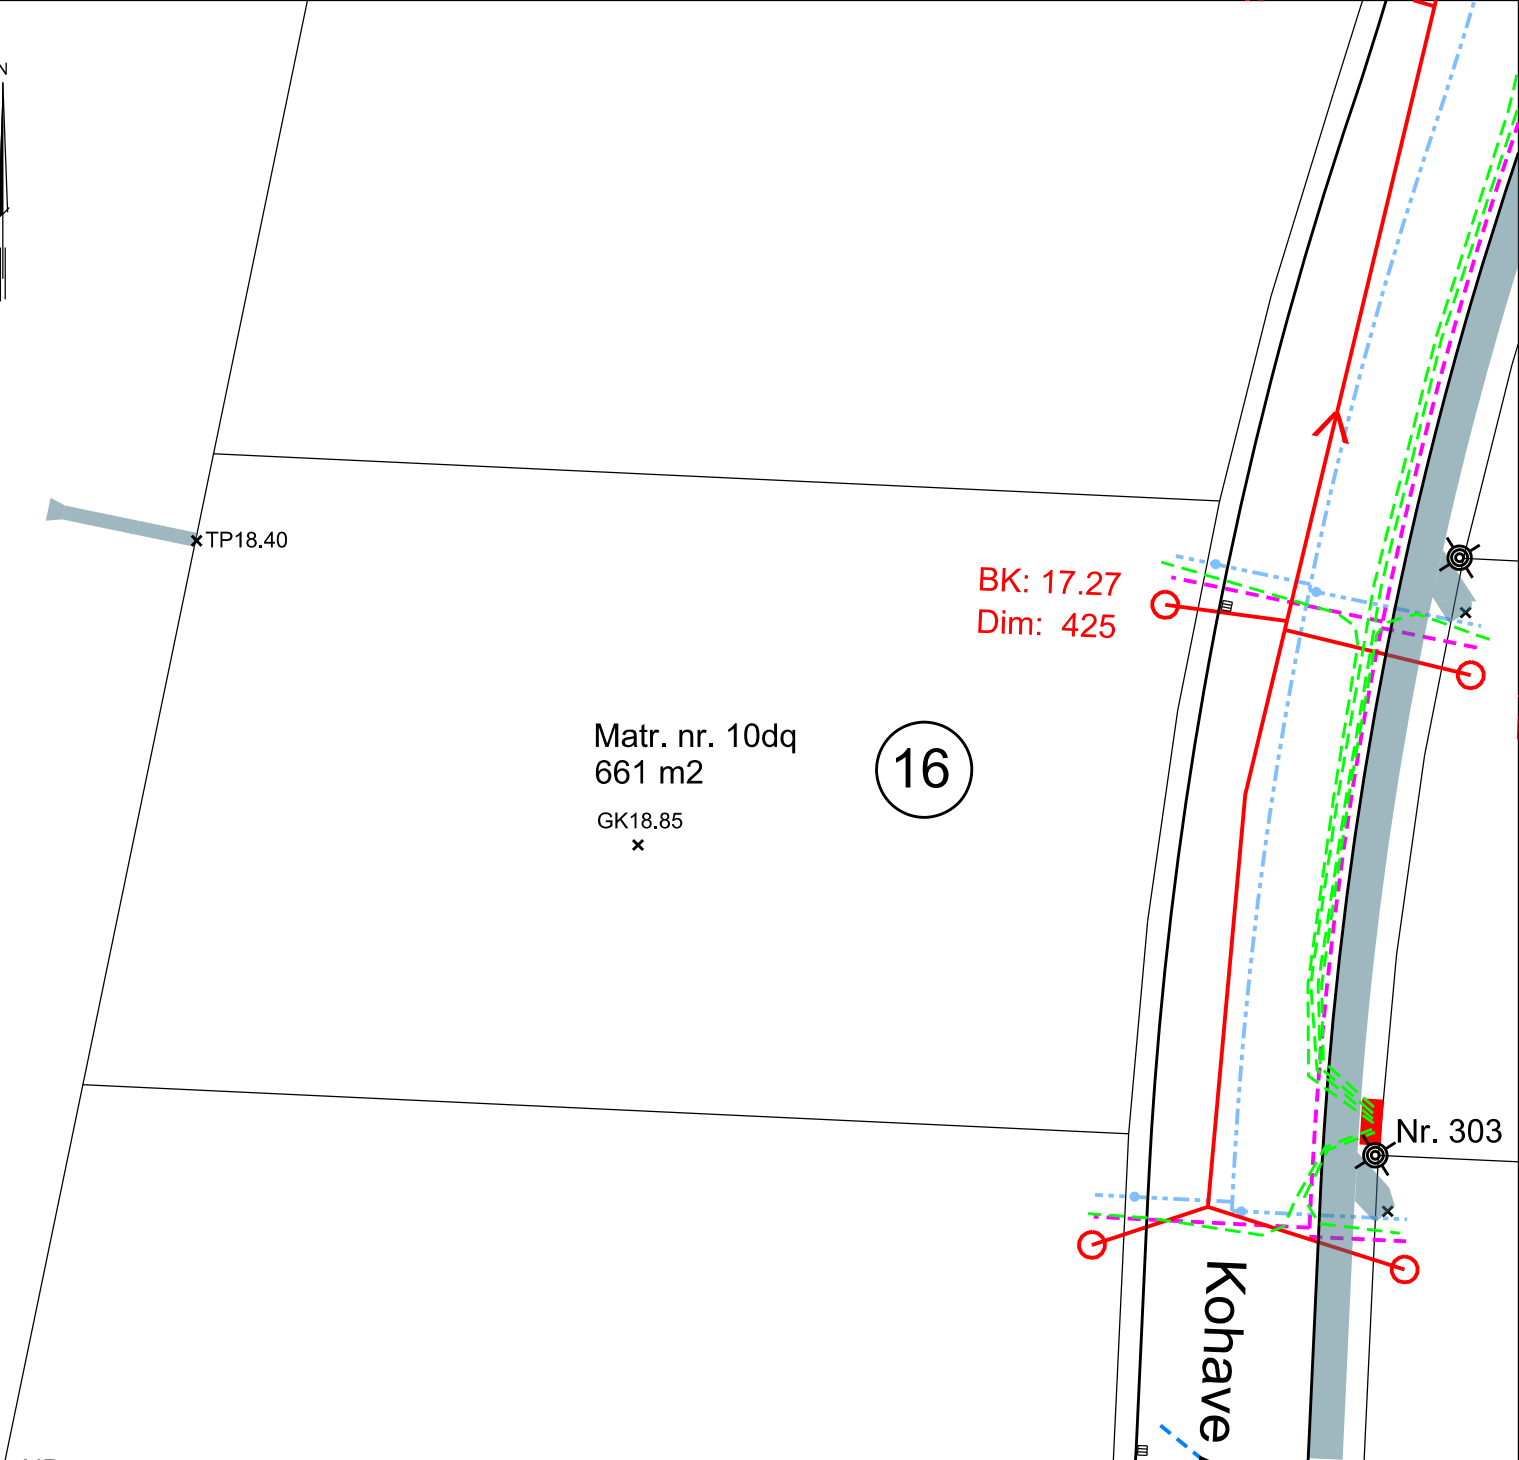 N
TP18.40
BK: 17.27
Dim: 425
Matr. nr. 10dq
661 m2
16
GK18.85
Nr. 303
Kohave